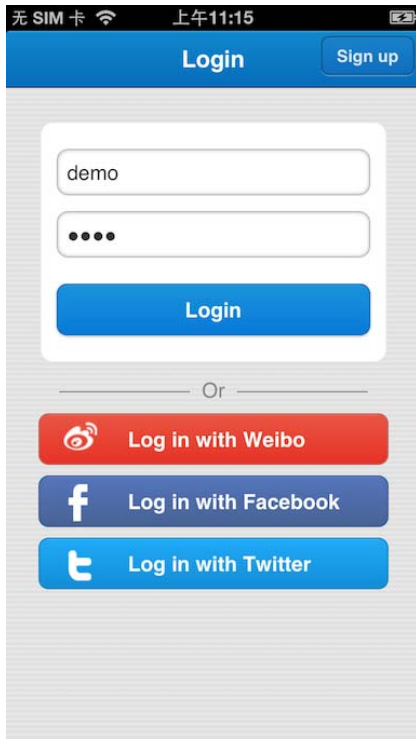 无 SIM 卡 上午11:15
Login Sign up
demo
●●●●
Login
Or
Log in with Weibo
Log in with Facebook
Log in with Twitter